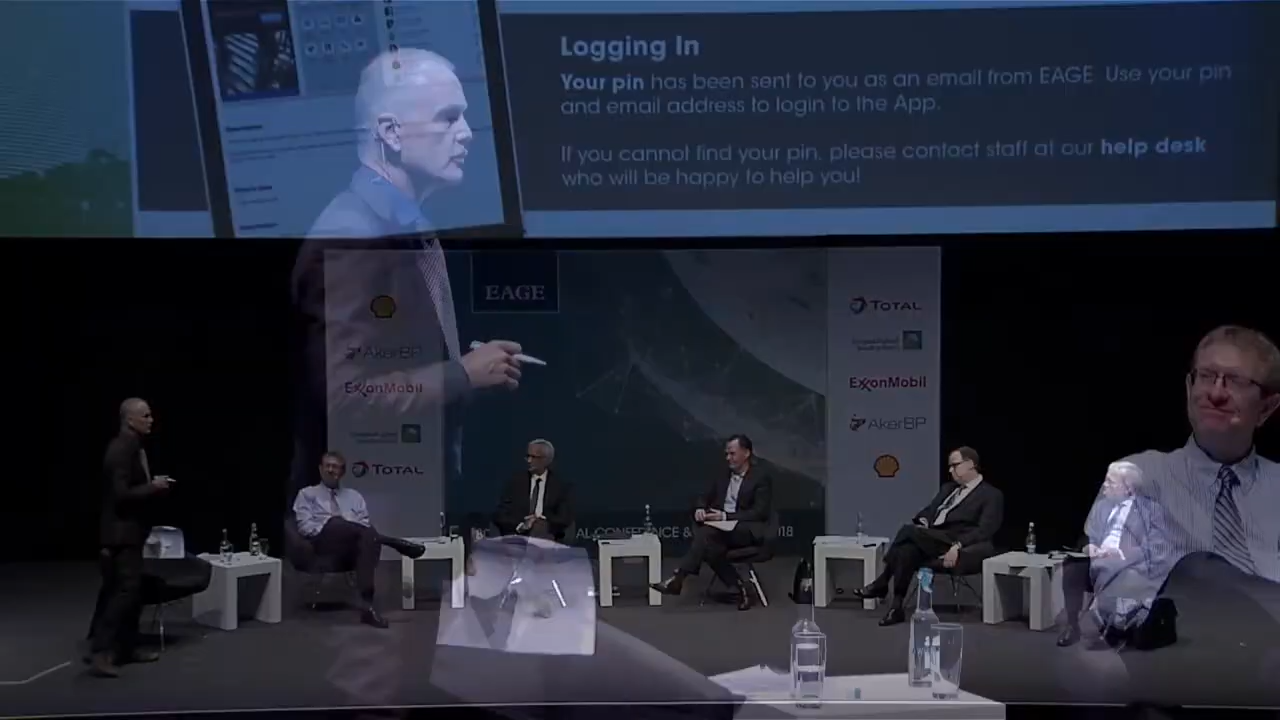 Logging In
Your pin has been sent to you as an email from EAGE. Use your pin
and email address to login to the App.
If you cannot find your pin, please contact staff at our help desk
who will be happy to help you!
EAGE
TOTAL
AkerBP
ExxonMobil
ExxonMobil
AkerBP
TOTAL
AL CONFERENCE &